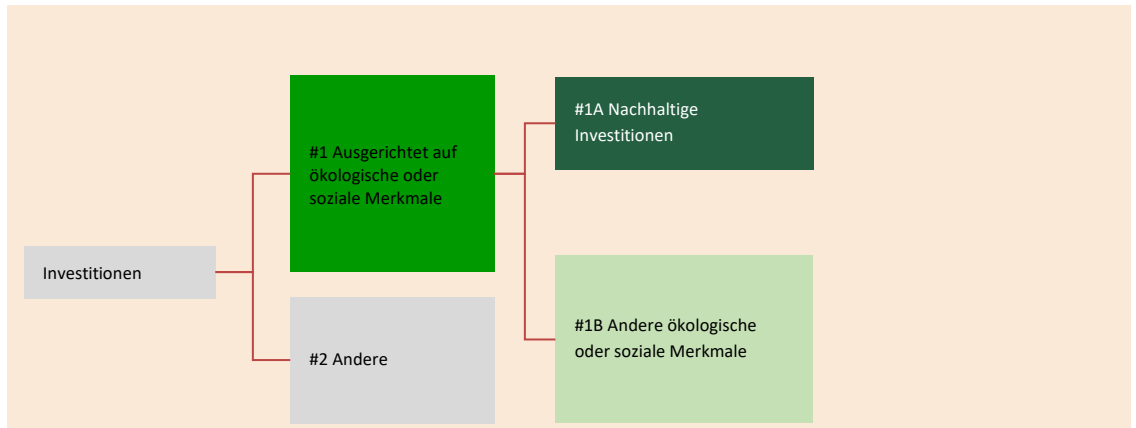 Investitionen
#1 Ausgerichtet auf
ökologische oder
soziale Merkmale
#2 Andere
#1A Nachhaltige
Investitionen
#1B Andere ökologische
oder soziale Merkmale